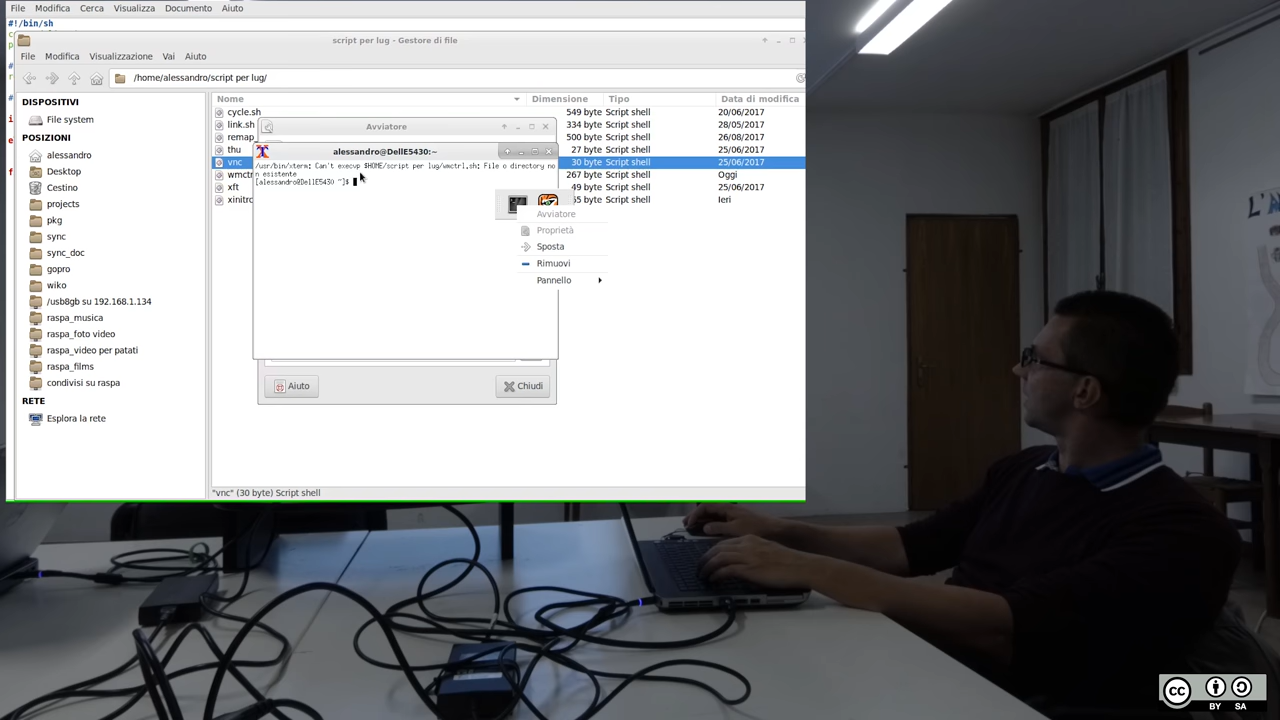 File Modifica Cerca Visualizza Documento Aiuto
#!/bin/sh
script per lug - Gestore di file
File Modifica Visualizzazione Vai Aiuto
/home/alessandro/script per lug/
DISPOSITIVI
File system
POSIZIONI
alessandro
Desktop
Cestino
projects
pkg
sync
sync_doc
gopro
wiko
/usb8gb su 192.168.1.134
raspa_musica
raspa_foto video
raspa_video per patati
raspa_films
condivisi su raspa
RETE
Esplora la rete
Nome Dimensione Tipo Data di modifica
cycle.sh 549 byte Script shell 20/06/2017
link.sh 334 byte Script shell 28/05/2017
remap 500 byte Script shell 26/08/2017
thu 27 byte Script shell 25/06/2017
vnc 30 byte Script shell 25/06/2017
wmctr 267 byte Script shell Oggi
xft 49 byte Script shell 25/06/2017
xinitrc 55 byte Script shell Ieri
Avviatore
alessandro@DellE5430:~
/usr/bin/xterm: Can't execvp $HOME/script per lug/wmctrl.sh: File o directory no
n esistente
[alessandro@DellE5430 ~]$
Avviatore
Proprietà
Sposta
Rimuovi
Pannello
Aiuto Chiudi
"vnc" (30 byte) Script shell
L'A
cc
BY SA